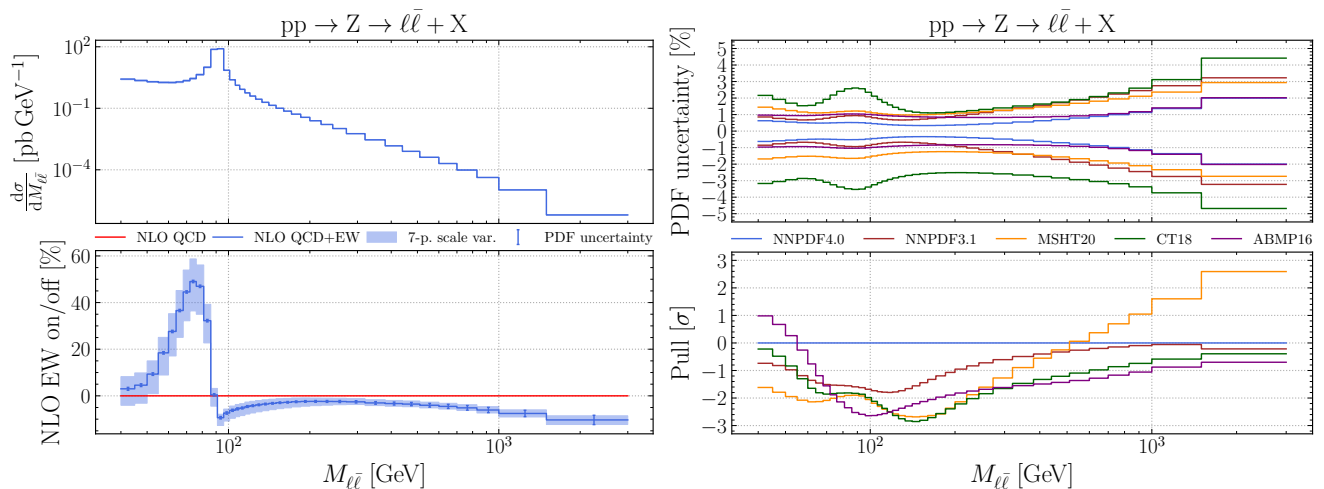 pp → Z → ℓℓ̄ + X
10²
10⁻¹
10⁻⁴
dσ/dM_ℓℓ̄ [pb GeV⁻¹]
NLO QCD NLO QCD+EW 7-p. scale var. PDF uncertainty
60
40
20
0
NLO EW on/off [%]
10² 10³
M_ℓℓ̄ [GeV]
pp → Z → ℓℓ̄ + X
5
4
3
2
1
0
−1
−2
−3
−4
−5
PDF uncertainty [%]
NNPDF4.0 NNPDF3.1 MSHT20 CT18 ABMP16
3
2
1
0
−1
−2
−3
Pull [σ]
10² 10³
M_ℓℓ̄ [GeV]